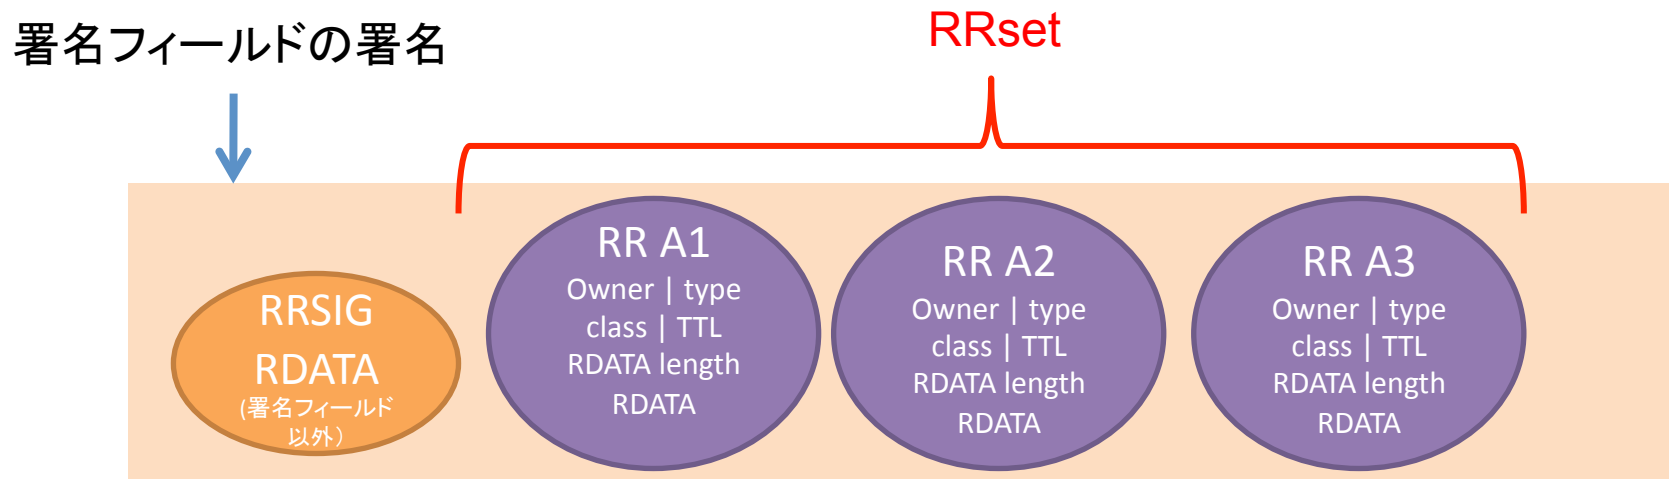 署名フィールドの署名
RRset
RRSIG
RDATA
(署名フィールド
以外）
RR A1
Owner | type
class | TTL
RDATA length
RDATA
RR A2
Owner | type
class | TTL
RDATA length
RDATA
RR A3
Owner | type
class | TTL
RDATA length
RDATA